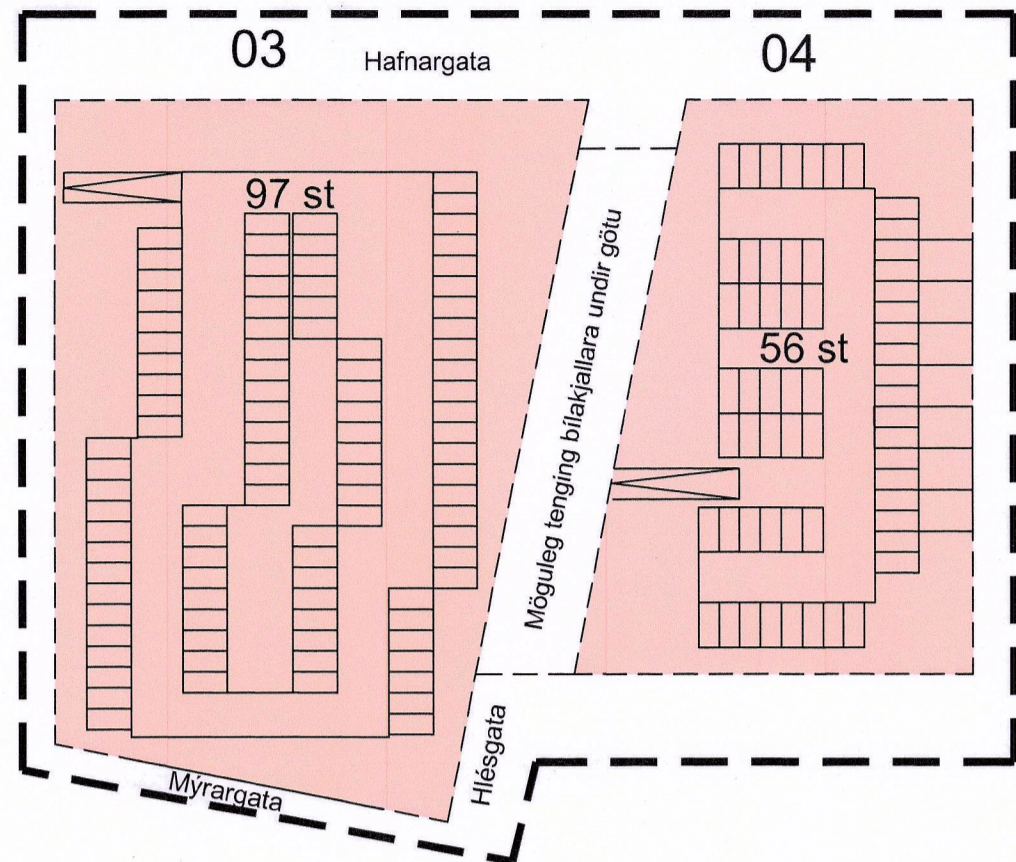 03
Hafnargata
04
97 st
56 st
Möguleg tenging bílakjallara undir götu
Hlésgata
Mýrargata